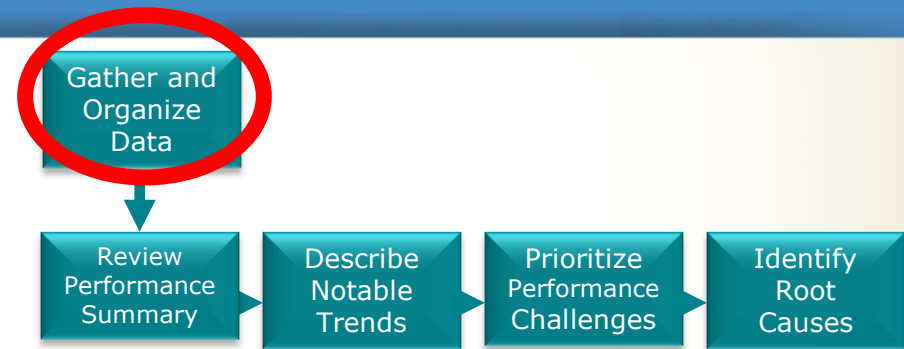 Gather and
Organize
Data
Review
Performance
Summary
Describe
Notable
Trends
Prioritize
Performance
Challenges
Identify
Root
Causes